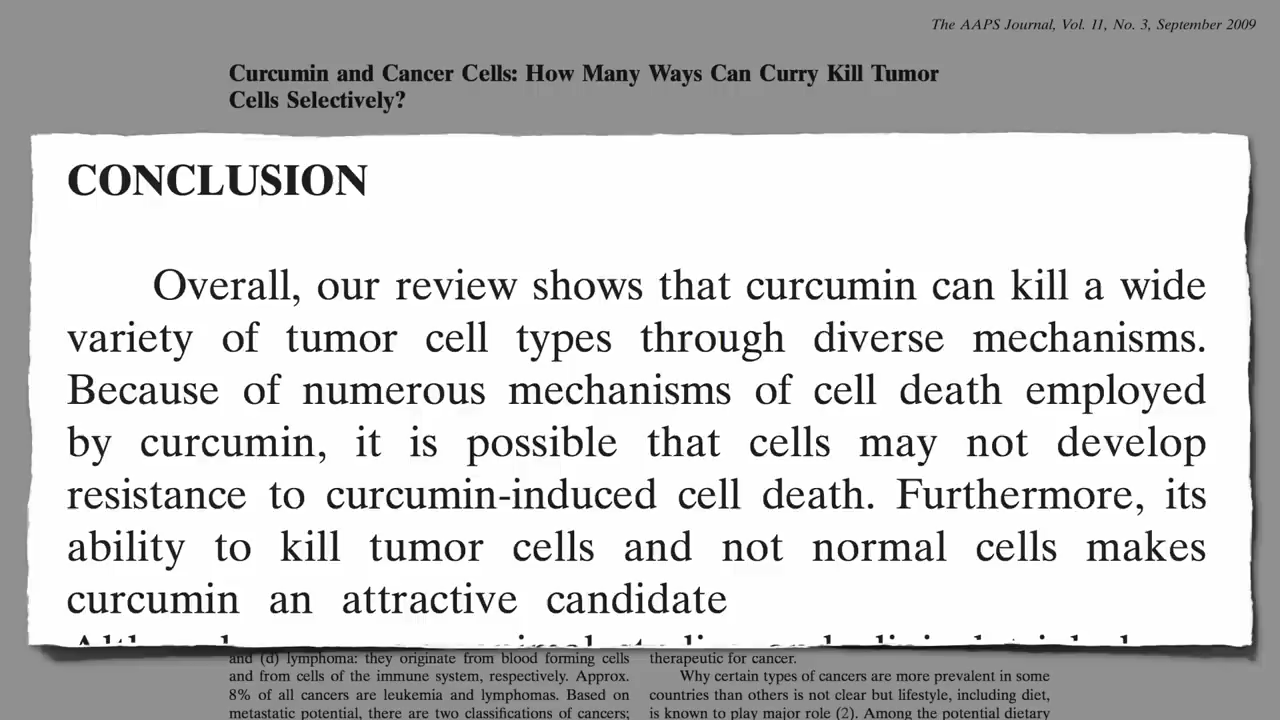 The AAPS Journal, Vol. 11, No. 3, September 2009
Curcumin and Cancer Cells: How Many Ways Can Curry Kill Tumor
Cells Selectively?
CONCLUSION
Overall, our review shows that curcumin can kill a wide
variety of tumor cell types through diverse mechanisms.
Because of numerous mechanisms of cell death employed
by curcumin, it is possible that cells may not develop
resistance to curcumin-induced cell death. Furthermore, its
ability to kill tumor cells and not normal cells makes
curcumin an attractive candidate
and (d) lymphoma: they originate from blood forming cells
and from cells of the immune system, respectively. Approx.
8% of all cancers are leukemia and lymphomas. Based on
metastatic potential, there are two classifications of cancers;
therapeutic for cancer.
Why certain types of cancers are more prevalent in some
countries than others is not clear but lifestyle, including diet,
is known to play major role (2). Among the potential dietary